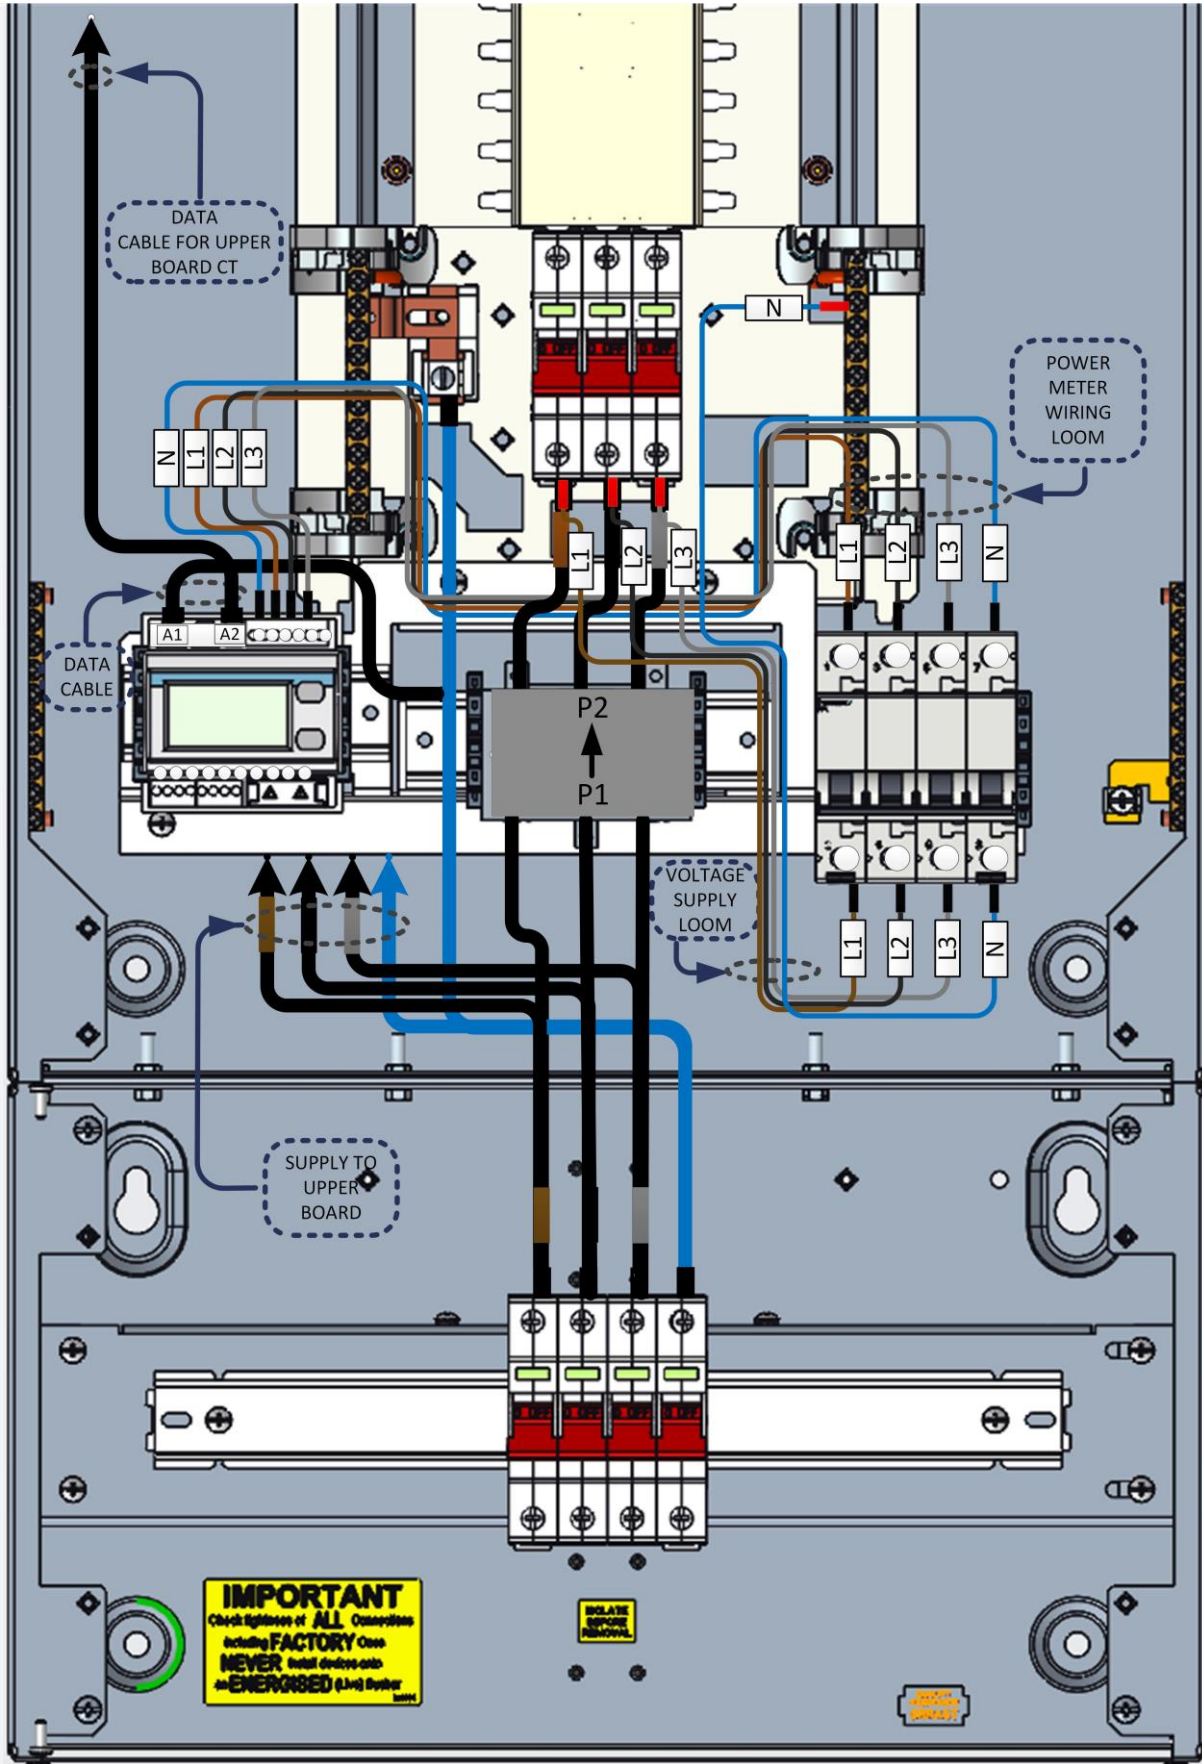 DATA
CABLE FOR UPPER
BOARD CT
N
POWER
METER
WIRING
LOOM
N
L1
L2
L3
O OFF
L1
L2
L3
L1
L2
L3
N
A1
A2
DATA
CABLE
P2
P1
VOLTAGE
SUPPLY
LOOM
L1
L2
L3
N
SUPPLY TO
UPPER
BOARD
O OFF
IMPORTANT
Check tightness of ALL Connections
including FACTORY Ones
NEVER install devices onto
an ENERGISED (Live) Busbar
ISOLATE
BEFORE
REMOVAL